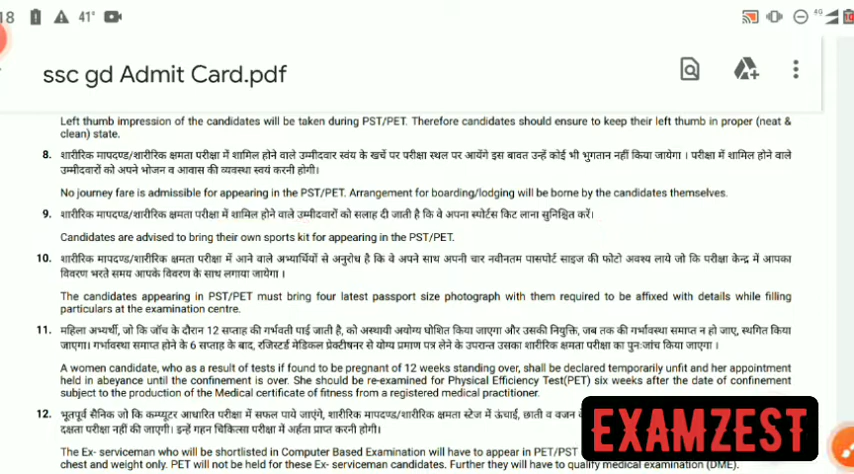 18 41°
4G
ssc gd Admit Card.pdf
Left thumb impression of the candidates will be taken during PST/PET. Therefore candidates should ensure to keep their left thumb in proper (neat &
clean) state.
8. शारीरिक मापदण्ड/शारीरिक क्षमता परीक्षा में शामिल होने वाले उम्मीदवार स्वंय के खर्चे पर परीक्षा स्थल पर आयेंगे इस बावत उन्हें कोई भी भुगतान नहीं किया जायेगा । परीक्षा में शामिल होने वाले
उम्मीदवारों को अपने भोजन व आवास की व्यवस्था स्वयं करनी होगी।
No journey fare is admissible for appearing in the PST/PET. Arrangement for boarding/lodging will be borne by the candidates themselves.
9. शारीरिक मापदण्ड/शारीरिक क्षमता परीक्षा में शामिल होने वाले उम्मीदवारों को सलाह दी जाती है कि वे अपना स्पोर्टस किट लाना सुनिश्चित करें।
Candidates are advised to bring their own sports kit for appearing in the PST/PET.
10. शारीरिक मापदण्ड/शारीरिक क्षमता परीक्षा में आने वाले अभ्यार्थियों से अनुरोध है कि वे अपने साथ अपनी चार नवीनतम पासपोर्ट साइज की फोटो अवश्य लाये जो कि परीक्षा केन्द्र में आपका
विवरण भरते समय आपके विवरण के साथ लगाया जायेगा ।
The candidates appearing in PST/PET must bring four latest passport size photograph with them required to be affixed with details while filling
particulars at the examination centre.
11. महिला अभ्यर्थी, जो कि जाँच के दौरान 12 सप्ताह की गर्भवती पाई जाती है, को अस्थायी अयोग्य घोशित किया जाएगा और उसकी नियुक्ति, जब तक की गर्भावस्था समाप्त न हो जाए, स्थगित किया
जाएगा। गर्भावस्था समाप्त होने के 6 सप्ताह के बाद, रजिस्टर्ड मेडिकल प्रेक्टीषनर से योग्य प्रमाण पत्र लेने के उपरान्त उसका शारीरिक क्षमता परीक्षा का पुनःजांच किया जाएगा ।
A women candidate, who as a result of tests if found to be pregnant of 12 weeks standing over, shall be declared temporarily unfit and her appointment
held in abeyance until the confinement is over. She should be re-examined for Physical Efficiency Test(PET) six weeks after the date of confinement
subject to the production of the Medical certificate of fitness from a registered medical practitioner.
12. भूतपूर्व सैनिक जो कि कम्प्यूटर आधारित परीक्षा में सफल पाये जाएंगे, शारीरिक मापदण्ड/शारीरिक क्षमता स्टेज में ऊंचाई, छाती व वजन के
दक्षता परीक्षा नहीं की जाएगी। इन्हें गहन चिकित्सा परीक्षा में अर्हता प्राप्त करनी होगी।
The Ex- serviceman who will be shortlisted in Computer Based Examination will have to appear in PET/PST
chest and weight only. PET will not be held for these Ex- serviceman candidates. Further they will have to qualify medical examination (DME).
EXAMZEST